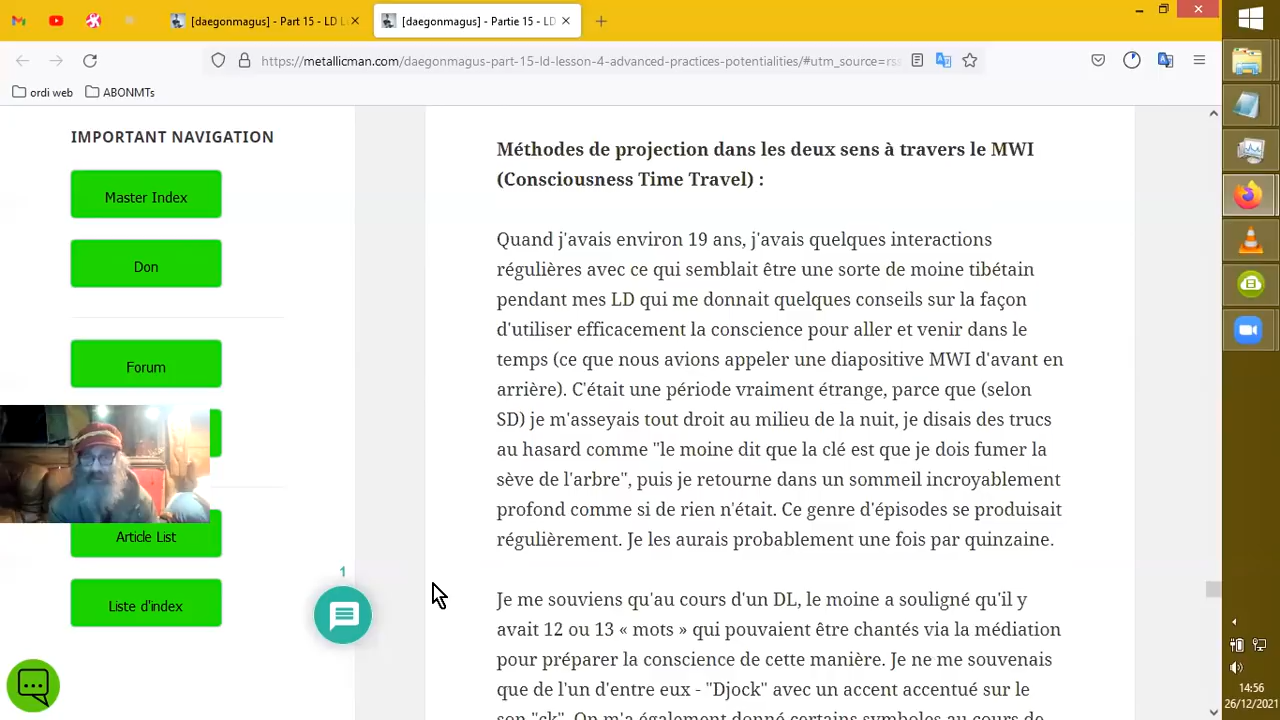 [daegonmagus] - Part 15 - LD L
[daegonmagus] - Partie 15 - LD
https://metallicman.com/daegonmagus-part-15-ld-lesson-4-advanced-practices-potentialities/#utm_source=rs
ordi web
ABONMTs
IMPORTANT NAVIGATION
Master Index
Don
Forum
Article List
Liste d'index
1
Méthodes de projection dans les deux sens à travers le MWI
(Consciousness Time Travel) :
Quand j'avais environ 19 ans, j'avais quelques interactions
régulières avec ce qui semblait être une sorte de moine tibétain
pendant mes LD qui me donnait quelques conseils sur la façon
d'utiliser efficacement la conscience pour aller et venir dans le
temps (ce que nous avions appeler une diapositive MWI d'avant en
arrière). C'était une période vraiment étrange, parce que (selon
SD) je m'asseyais tout droit au milieu de la nuit, je disais des trucs
au hasard comme "le moine dit que la clé est que je dois fumer la
sève de l'arbre", puis je retourne dans un sommeil incroyablement
profond comme si de rien n'était. Ce genre d'épisodes se produisait
régulièrement. Je les aurais probablement une fois par quinzaine.
Je me souviens qu'au cours d'un DL, le moine a souligné qu'il y
avait 12 ou 13 « mots » qui pouvaient être chantés via la médiation
pour préparer la conscience de cette manière. Je ne me souvenais
que de l'un d'entre eux - "Djock" avec un accent accentué sur le
son "ck". On m'a également donné certains symboles au cours de
14:56
26/12/2021